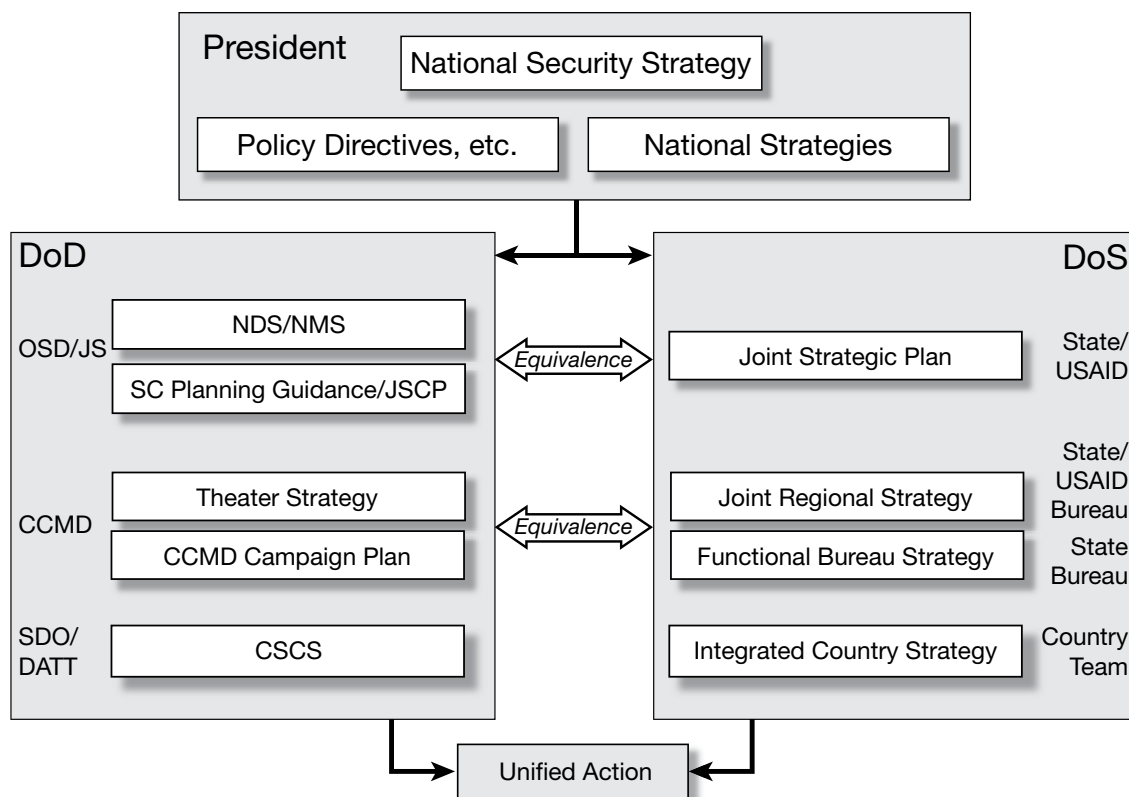 President
National Security Strategy
Policy Directives, etc.
National Strategies
DoD
DoS
OSD/JS
NDS/NMS
SC Planning Guidance/JSCP
Equivalence
Joint Strategic Plan
State/
USAID
CCMD
Theater Strategy
CCMD Campaign Plan
Equivalence
Joint Regional Strategy
Functional Bureau Strategy
State/
USAID
Bureau
State
Bureau
SDO/
DATT
CSCS
Integrated Country Strategy
Country
Team
Unified Action